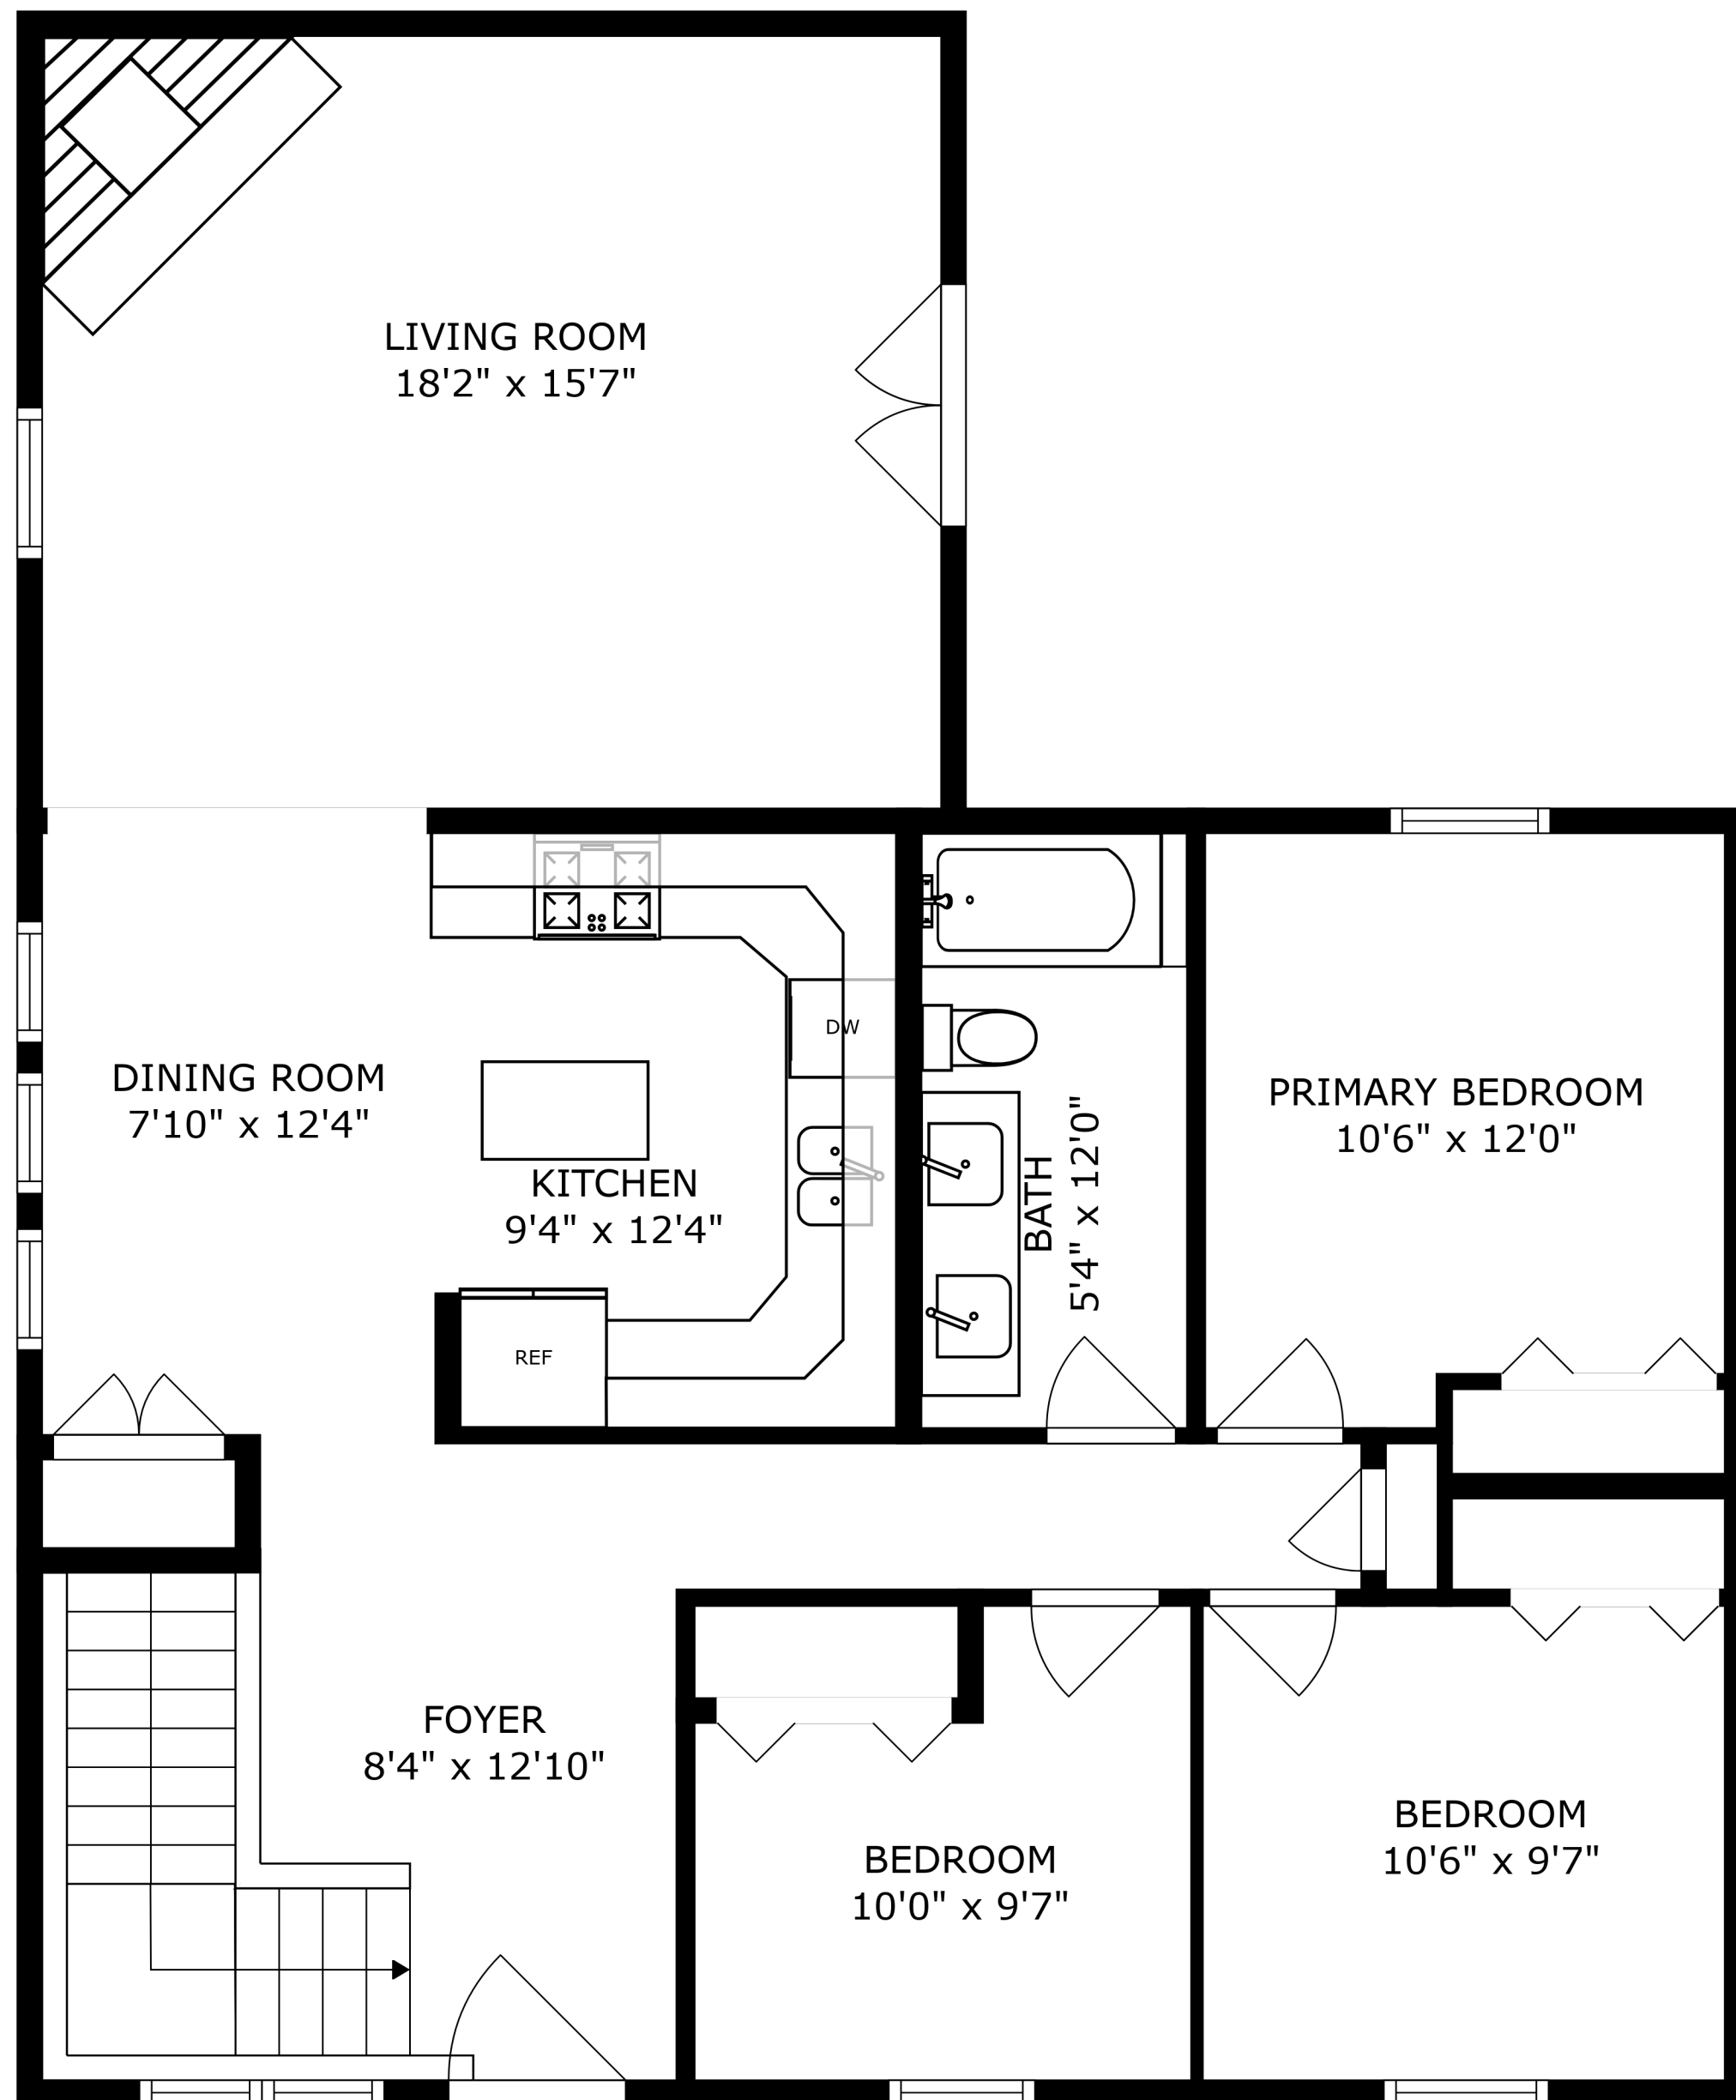 LIVING ROOM
18'2" x 15'7"
DW
DINING ROOM
7'10" x 12'4"
PRIMARY BEDROOM
10'6" x 12'0"
KITCHEN
9'4" x 12'4"
BATH
5'4" x 12'0"
REF
FOYER
8'4" x 12'10"
BEDROOM
10'0" x 9'7"
BEDROOM
10'6" x 9'7"